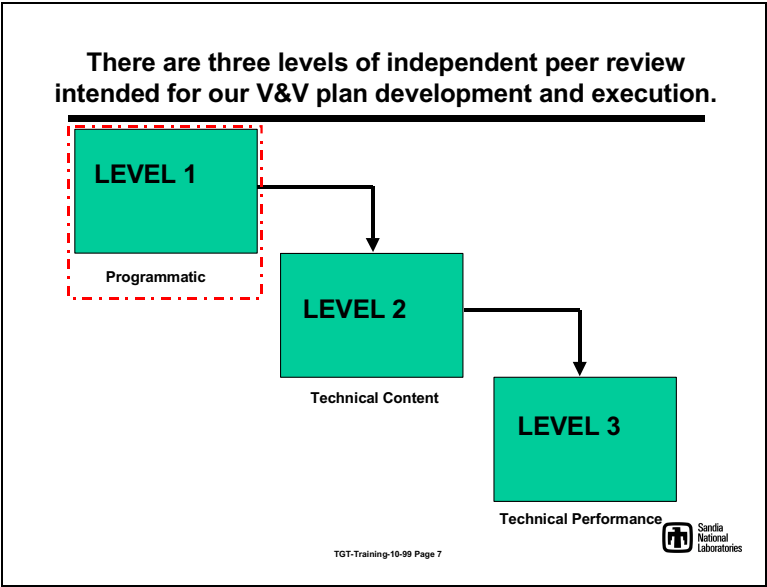 There are three levels of independent peer review
intended for our V&V plan development and execution.
LEVEL 1
Programmatic
LEVEL 2
Technical Content
LEVEL 3
Technical Performance
Sandia
National
Laboratories
TGT-Training-10-99 Page 7